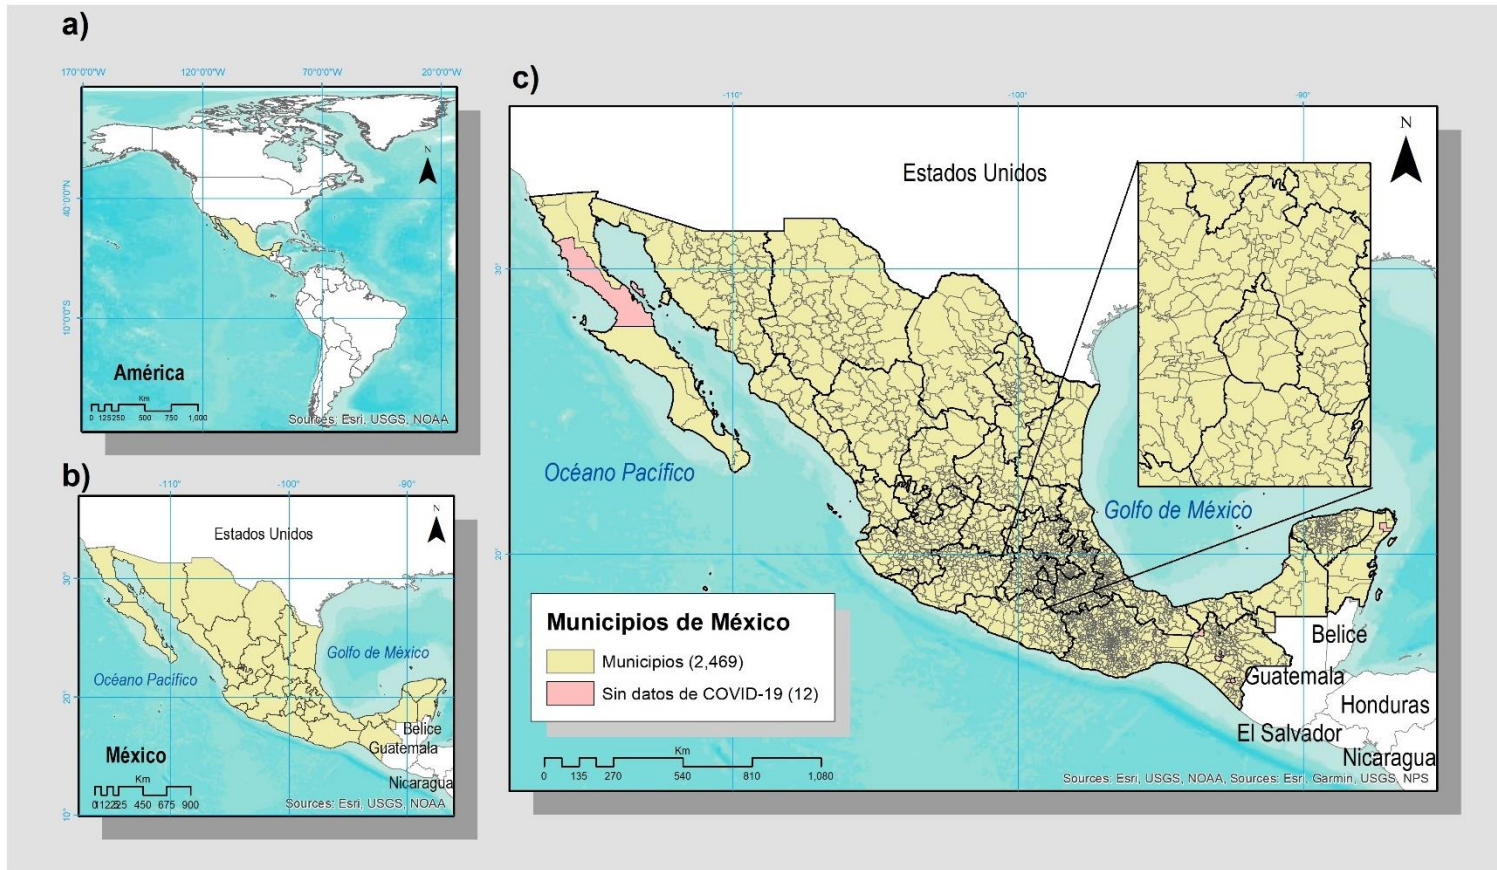 a)
170°0'0"W 120°0'0"W 70°0'0"W 20°0'0"W
40°0'0"N
10°0'0"S
N
América
Km
0 125 250 500 750 1,000
Sources: Esri, USGS, NOAA
b)
-110° -100° -90°
30°
20°
10°
N
Estados Unidos
Golfo de México
Océano Pacífico
Belice
Guatemala
Nicaragua
México
Km
450 675 900
Sources: Esri, USGS, NOAA
c)
-110° -100° -90°
30°
20°
N
Estados Unidos
Océano Pacífico
Golfo de México
Belice
Guatemala
Honduras
El Salvador
Nicaragua
Municipios de México
Municipios (2,469)
Sin datos de COVID-19 (12)
Km
0 135 270 540 810 1,080
Sources: Esri, USGS, NOAA, Sources: Esri, Garmin, USGS, NPS